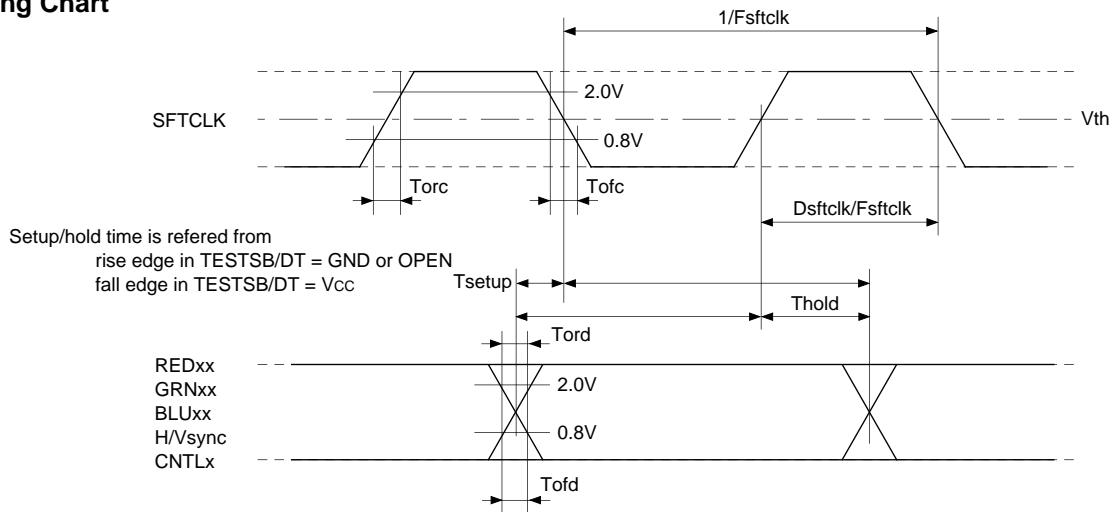 ng Chart
1/Fsftclk
2.0V
SFTCLK
Vth
0.8V
Torc
Tofc
Dsftclk/Fsftclk
Setup/hold time is refered from
rise edge in TESTSB/DT = GND or OPEN
fall edge in TESTSB/DT = VCC
Tsetup
Thold
Tord
REDxx
GRNxx
2.0V
BLUxx
H/Vsync
0.8V
CNTLx
Tofd